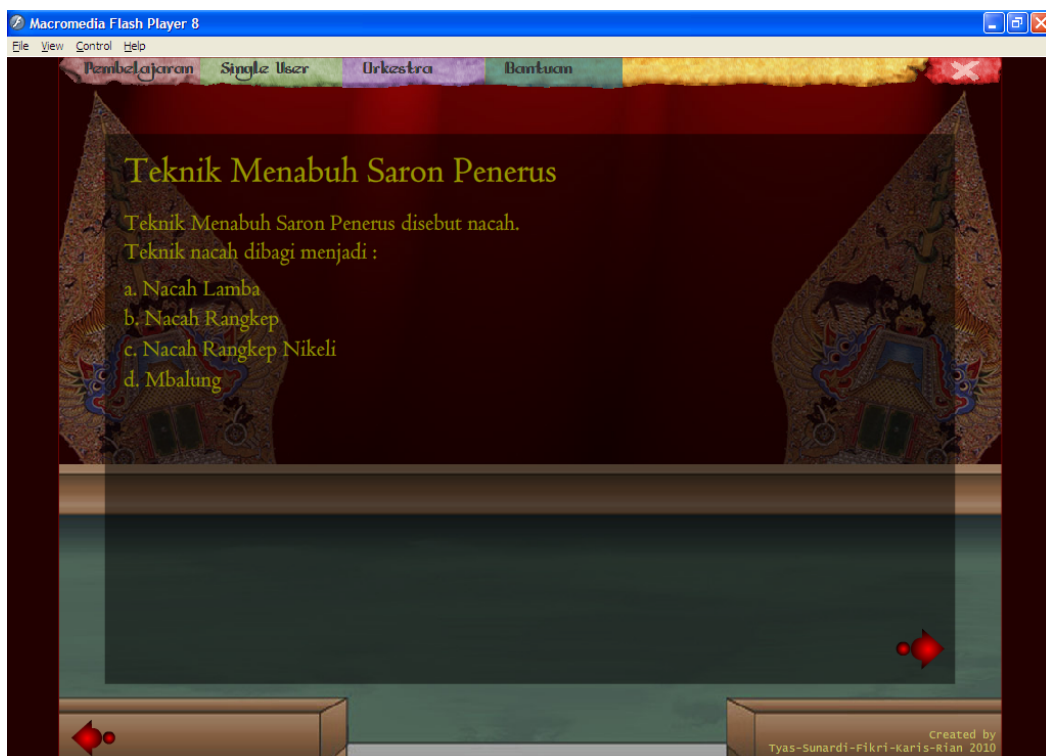 Macromedia Flash Player 8
File View Control Help
Pembelajaran Single User Orkestra Bantuan
Teknik Menabuh Saron Penerus
Teknik Menabuh Saron Penerus disebut nacah.
Teknik nacah dibagi menjadi :
a. Nacah Lamba
b. Nacah Rangkep
c. Nacah Rangkep Nikeli
d. Mbalung
Created by
Tyas-Sunardi-Fikri-Karis-Rian 2010